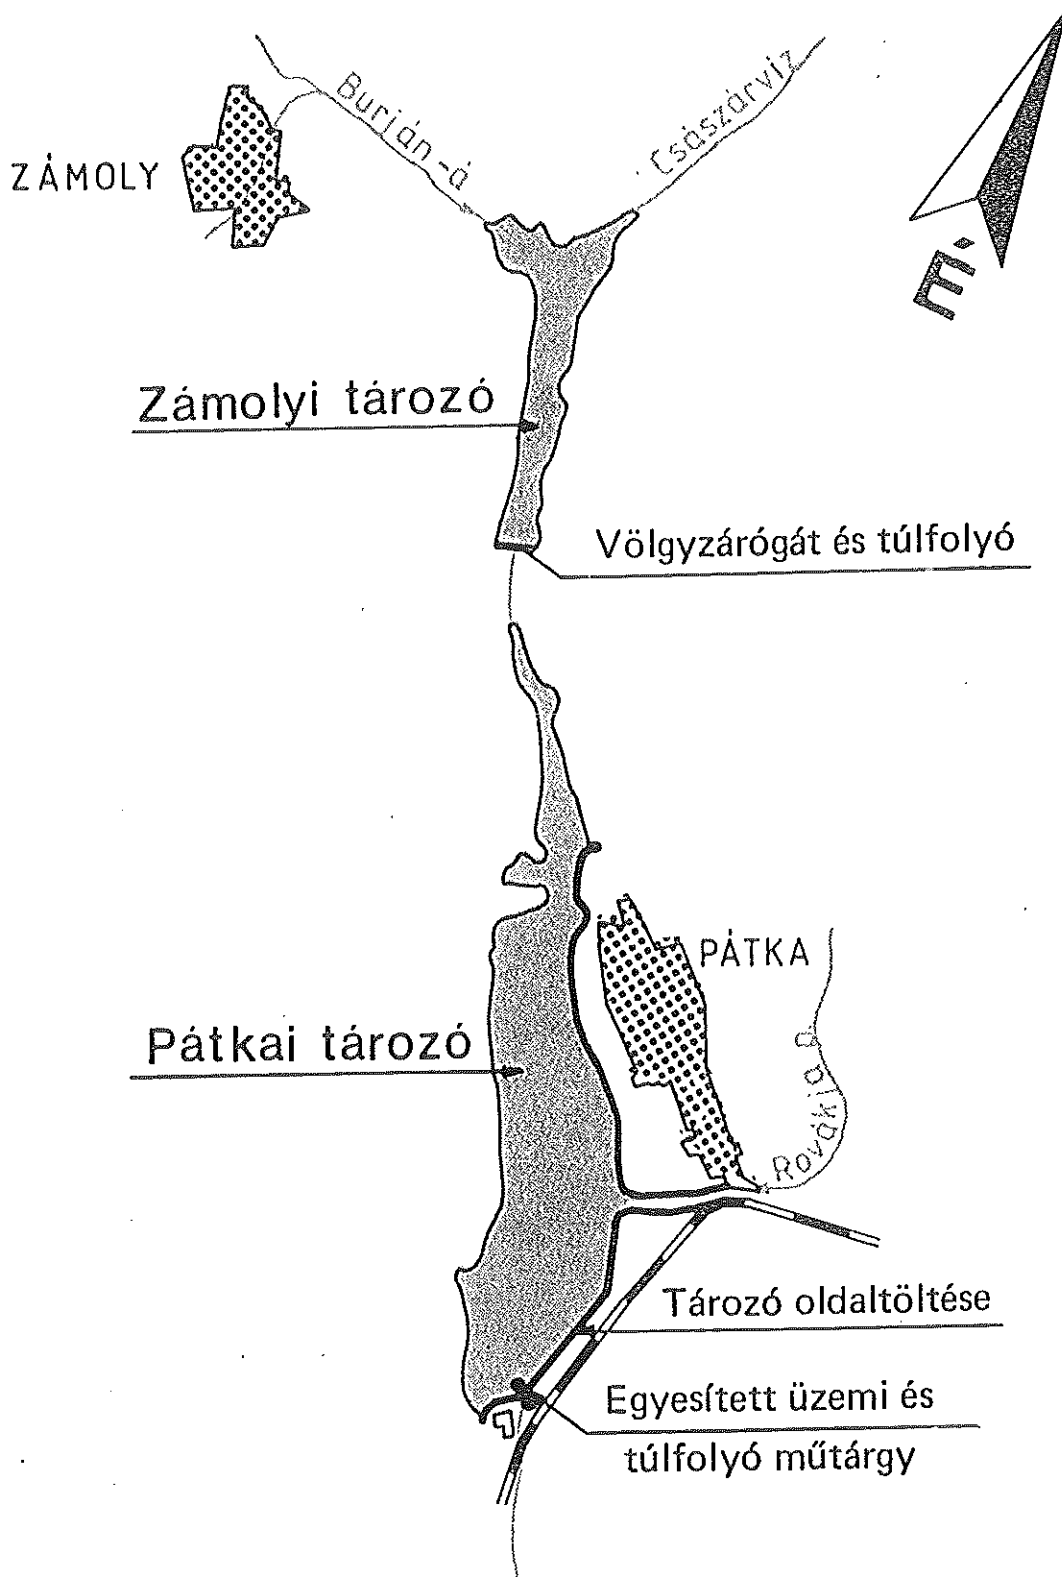 Burján-á
Császárvíz
ZÁMOLY
É
Zámolyi tározó
Völgyzárógát és túlfolyó
PÁTKA
Pátkai tározó
Rovákja p.
Tározó oldaltöltése
Egyesített üzemi és
túlfolyó műtárgy